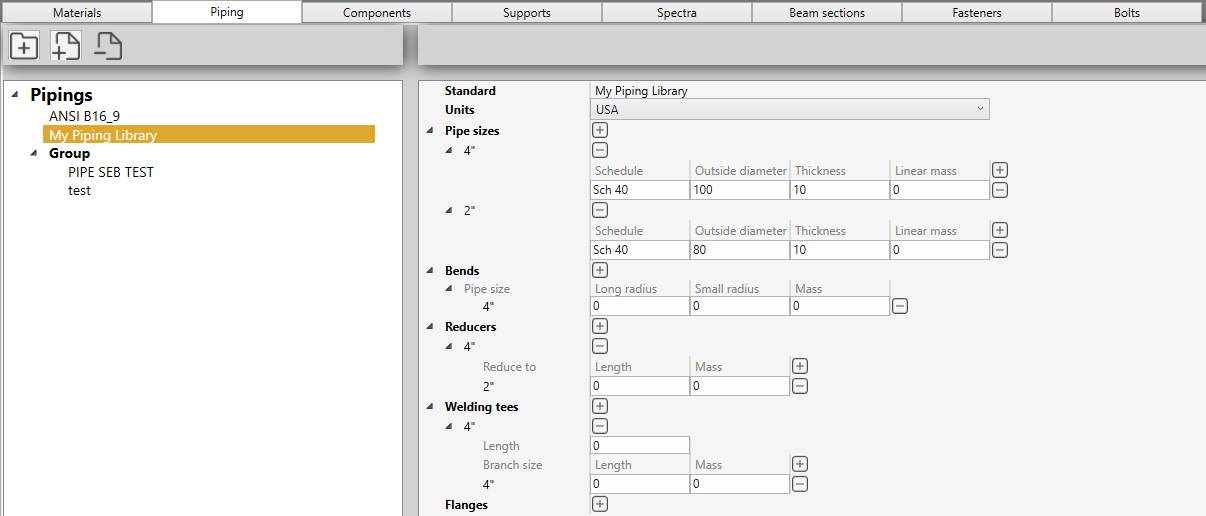 Materials Piping Components Supports Spectra Beam sections Fasteners Bolts
Pipings
ANSI B16_9
My Piping Library
Group
PIPE SEB TEST
test
Standard My Piping Library
Units USA
Pipe sizes
4"
Schedule Outside diameter Thickness Linear mass
Sch 40 100 10 0
2"
Schedule Outside diameter Thickness Linear mass
Sch 40 80 10 0
Bends
Pipe size Long radius Small radius Mass
4" 0 0 0
Reducers
4"
Reduce to Length Mass
2" 0 0
Welding tees
4"
Length 0
Branch size Length Mass
4" 0 0
Flanges